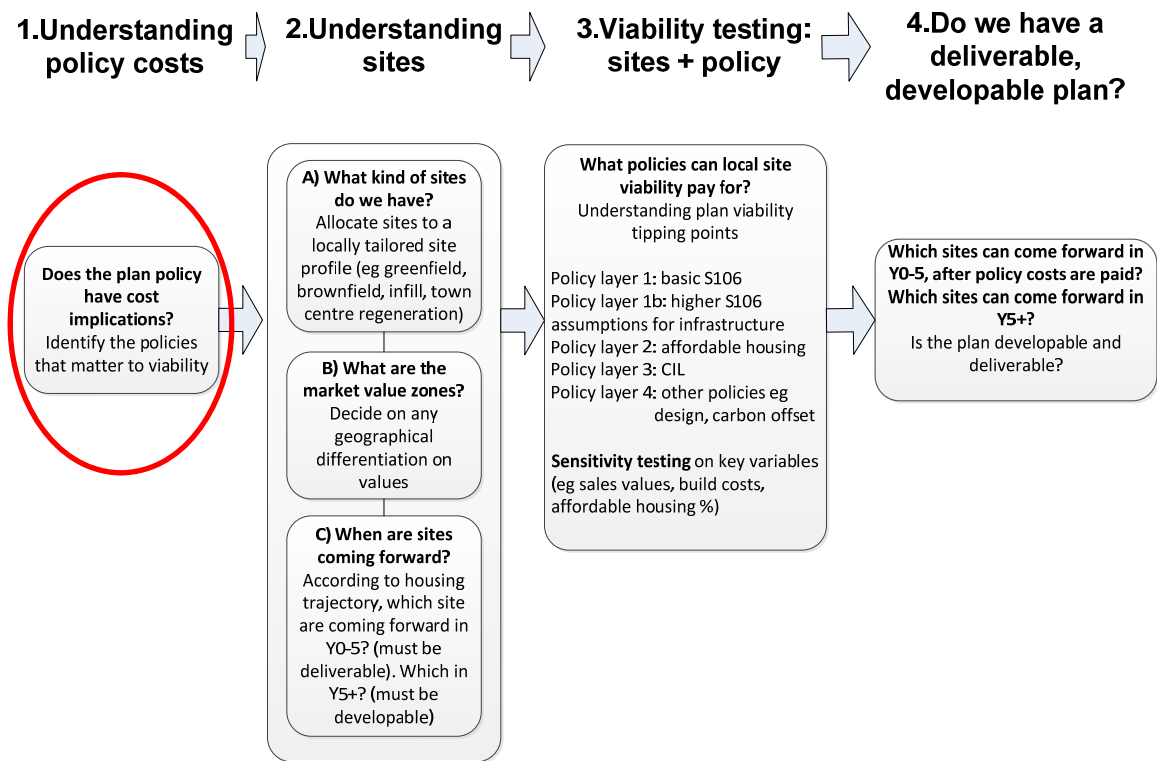 1.Understanding
policy costs
2.Understanding
sites
3.Viability testing:
sites + policy
4.Do we have a
deliverable,
developable plan?
Does the plan policy
have cost
implications?
Identify the policies
that matter to viability
A) What kind of sites
do we have?
Allocate sites to a
locally tailored site
profile (eg greenfield,
brownfield, infill, town
centre regeneration)
B) What are the
market value zones?
Decide on any
geographical
differentiation on
values
C) When are sites
coming forward?
According to housing
trajectory, which site
are coming forward in
Y0-5? (must be
deliverable). Which in
Y5+? (must be
developable)
What policies can local site
viability pay for?
Understanding plan viability
tipping points
Policy layer 1: basic S106
Policy layer 1b: higher S106
assumptions for infrastructure
Policy layer 2: affordable housing
Policy layer 3: CIL
Policy layer 4: other policies eg
design, carbon offset
Sensitivity testing on key variables
(eg sales values, build costs,
affordable housing %)
Which sites can come forward in
Y0-5, after policy costs are paid?
Which sites can come forward in
Y5+?
Is the plan developable and
deliverable?